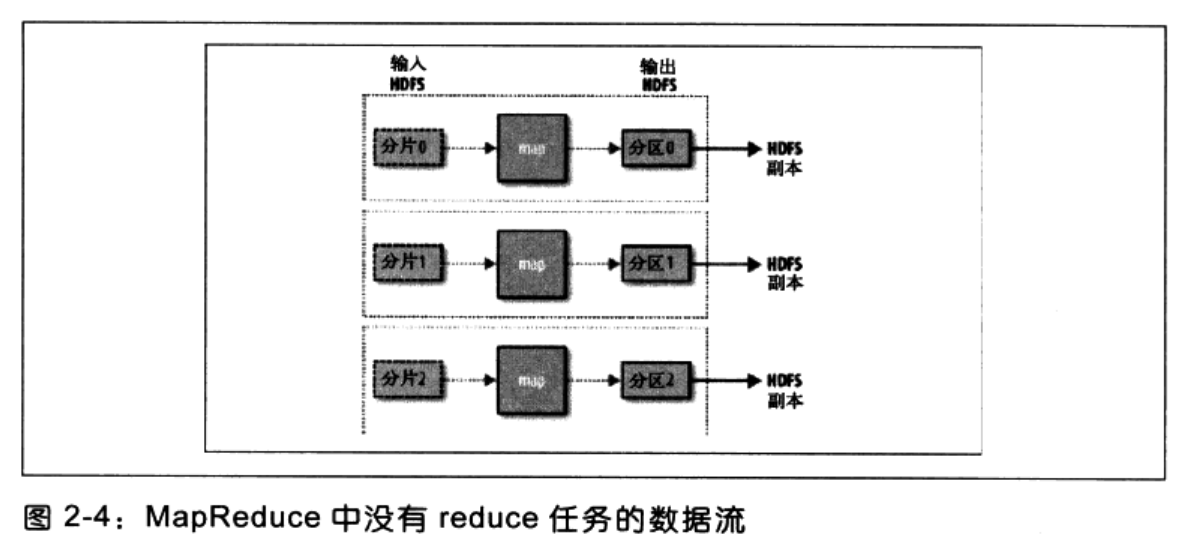 输入
HDFS
输出
HDFS
分片0
map
分区0
HDFS
副本
分片1
map
分区1
HDFS
副本
分片2
map
分区2
HDFS
副本
图 2-4：MapReduce 中没有 reduce 任务的数据流